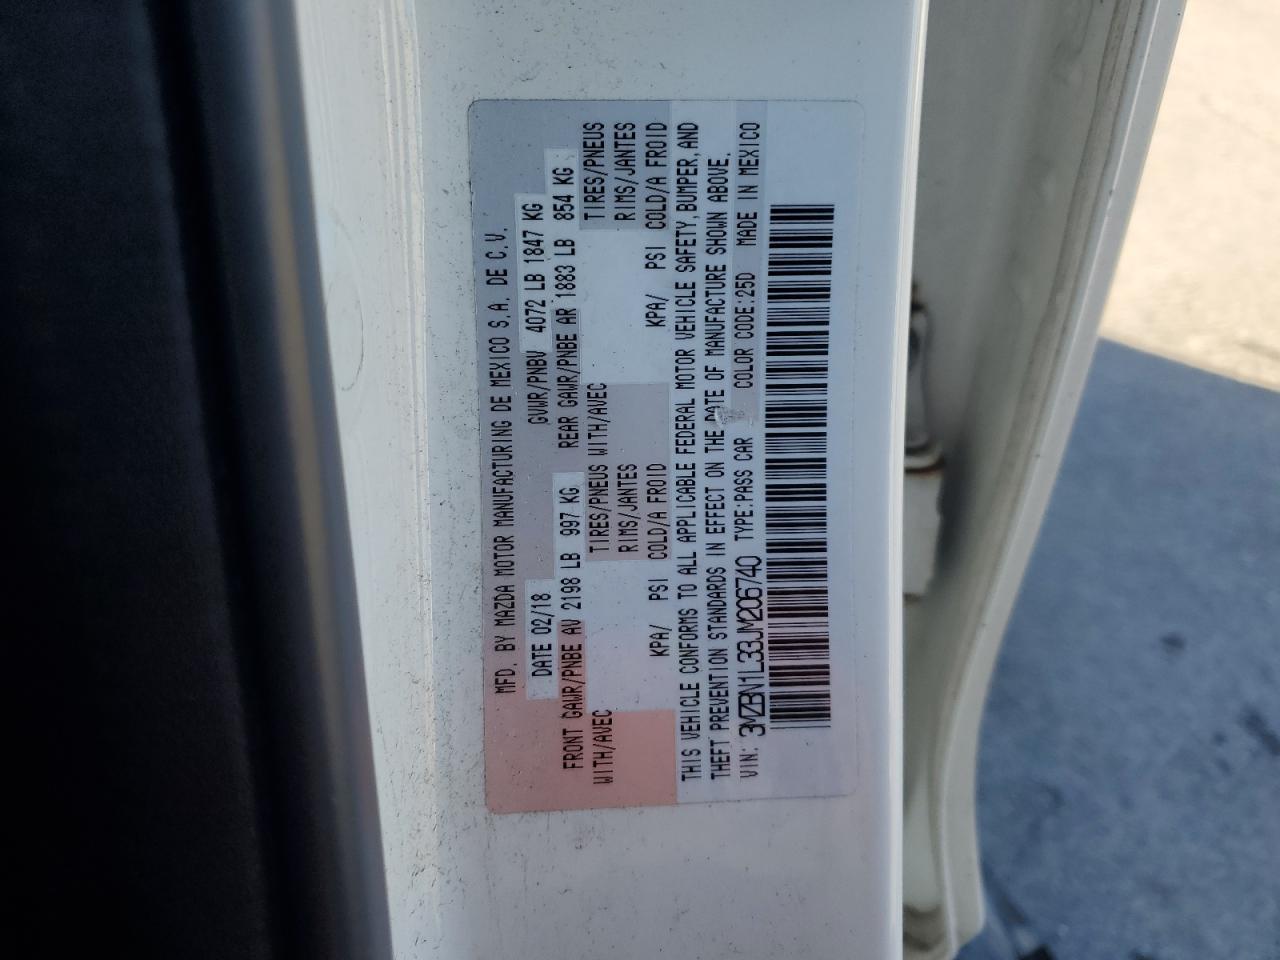 MFD. BY MAZDA MOTOR MANUFACTURING DE MEXICO S.A. DE C.V.
DATE 02/18 GVWR/PNBV 4072 LB 1847 KG
FRONT GAWR/PNBE AV 2198 LB 997 KG REAR GAWR/PNBE AR 1883 LB 854 KG
WITH/AVEC TIRES/PNEUS WITH/AVEC TIRES/PNEUS
RIMS/JANTES RIMS/JANTES
KPA/ PSI COLD/A FROID KPA/ PSI COLD/A FROID
THIS VEHICLE CONFORMS TO ALL APPLICABLE FEDERAL MOTOR VEHICLE SAFETY, BUMPER, AND
THEFT PREVENTION STANDARDS IN EFFECT ON THE DATE OF MANUFACTURE SHOWN ABOVE.
VIN: 3MZBN1L33JM206740 TYPE:PASS CAR COLOR CODE:25D MADE IN MEXICO